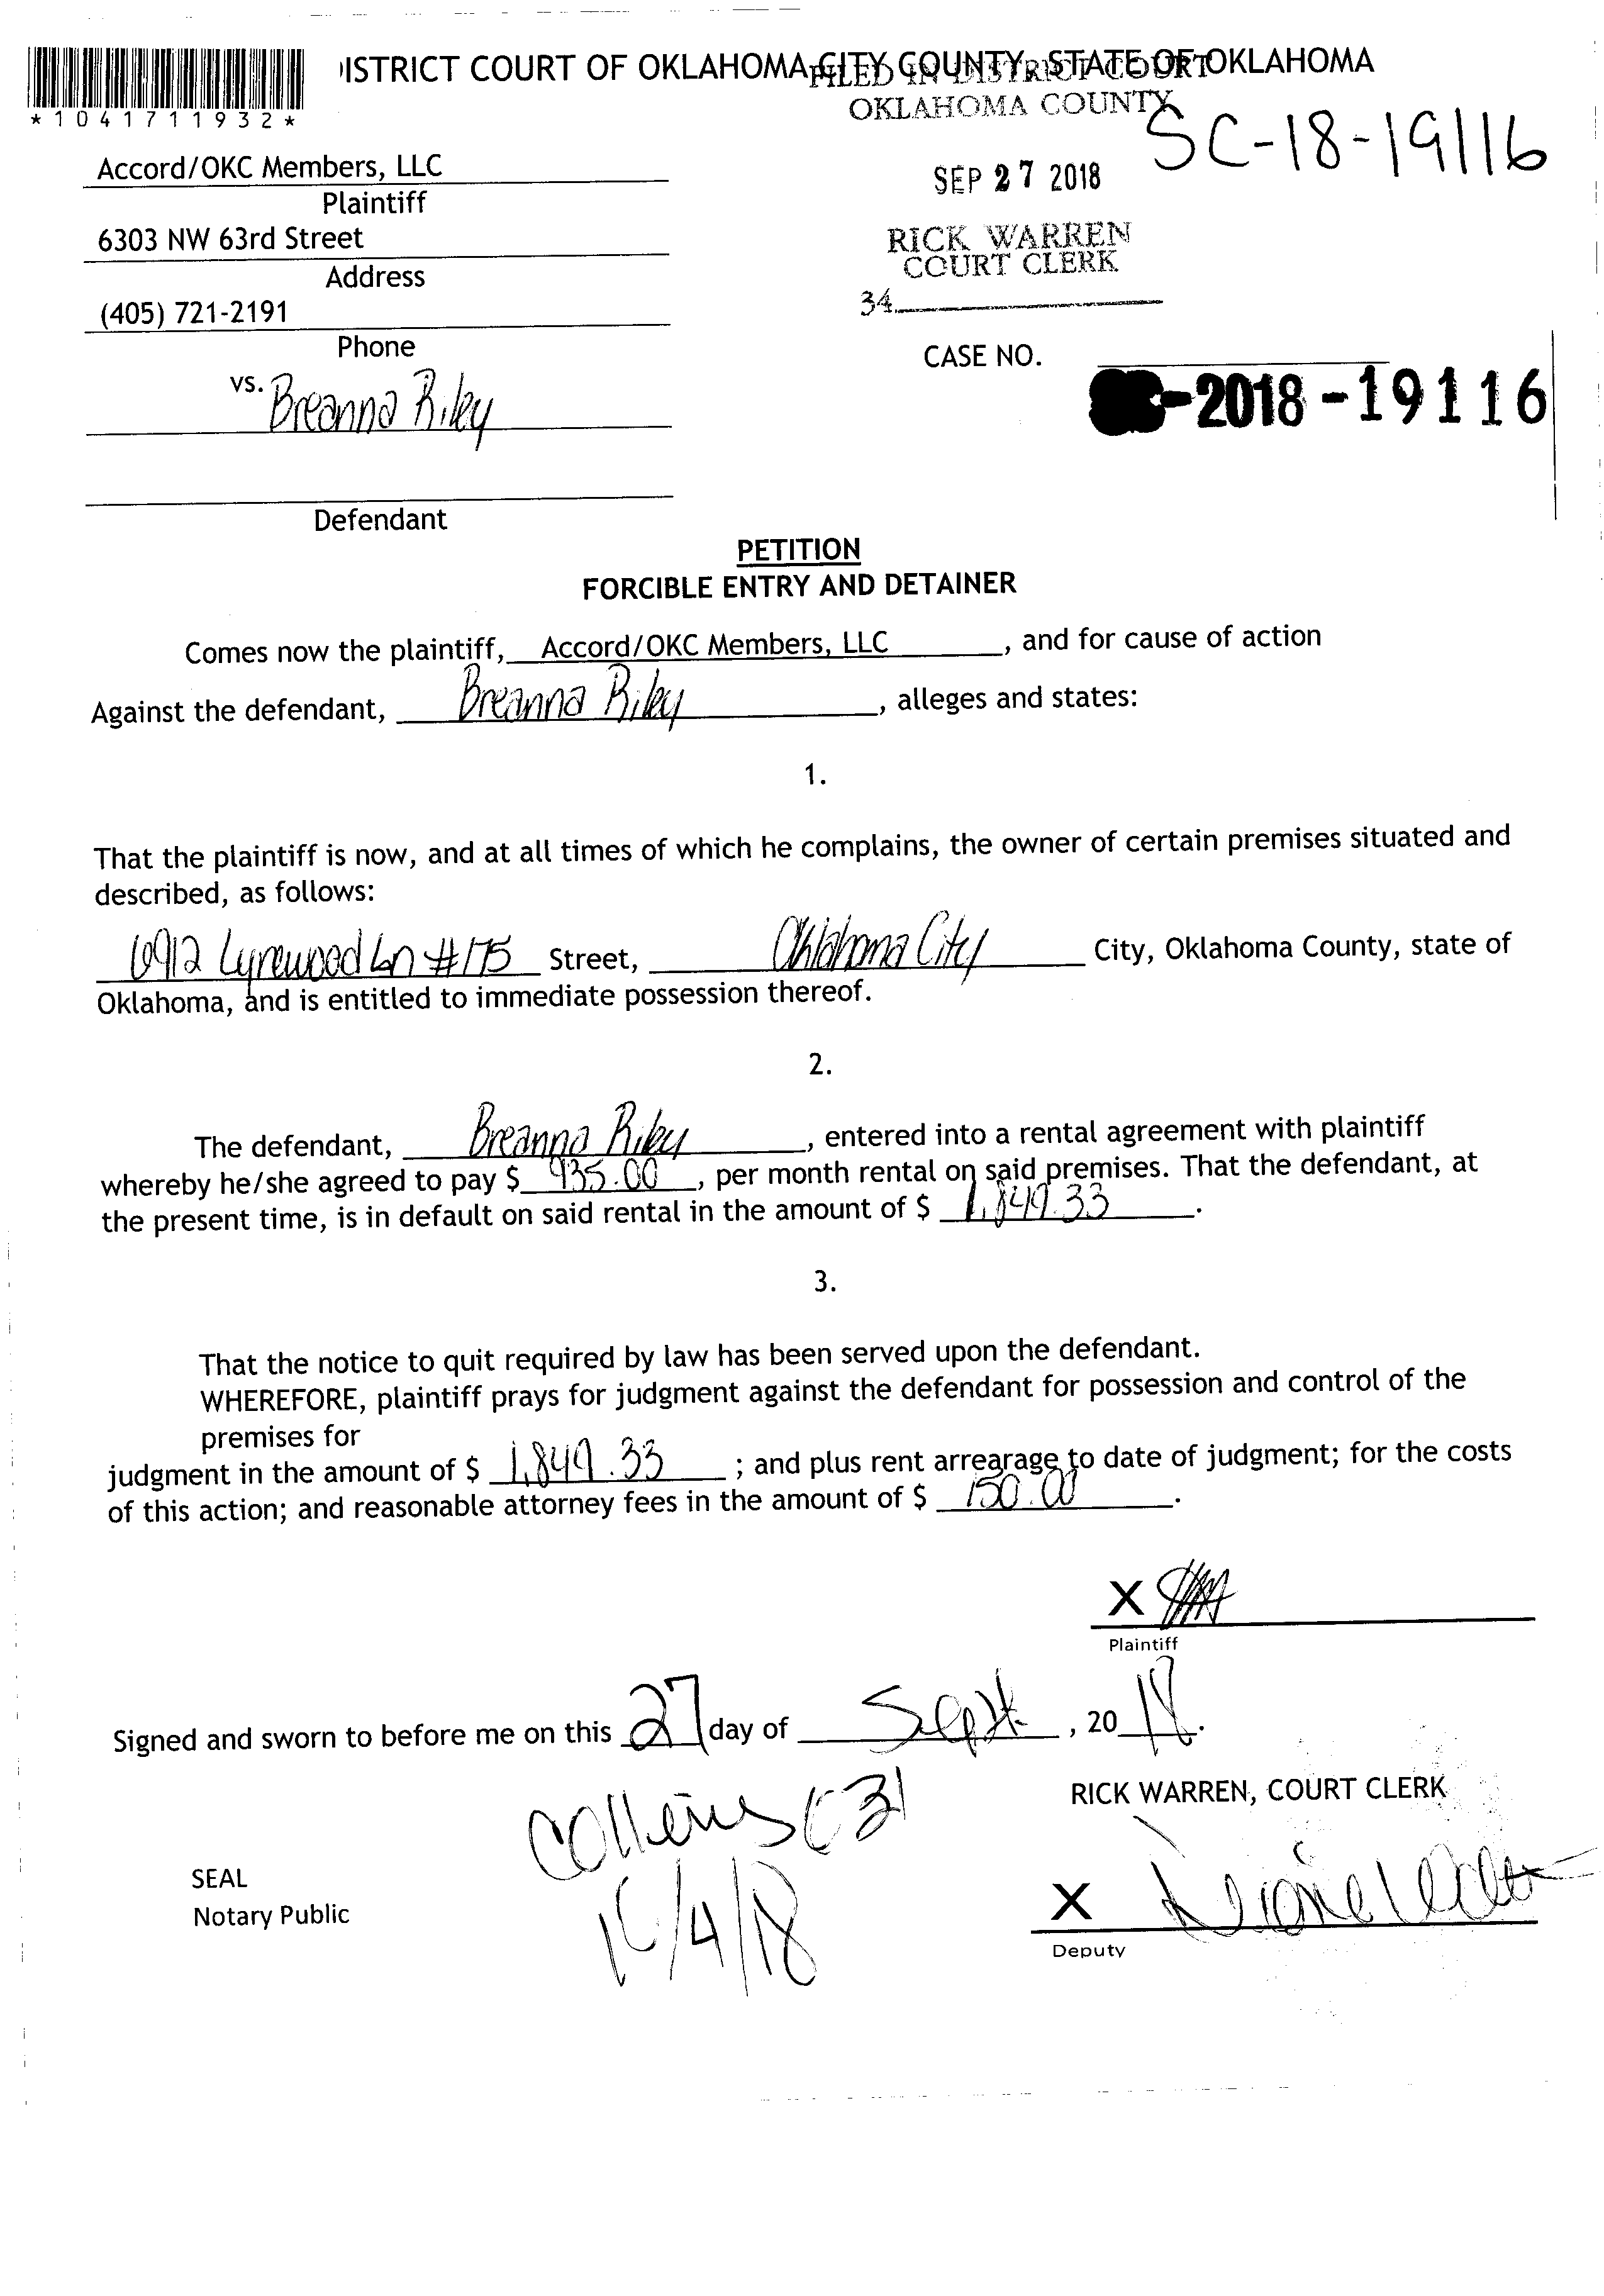 *1041711932*
ISTRICT COURT OF OKLAHOMA CITY COUNTY, STATE OF OKLAHOMA
FILED IN DISTRICT COURT
OKLAHOMA COUNTY
SC-18-19116
SEP 27 2018
RICK WARREN
COURT CLERK
34
Accord/OKC Members, LLC
Plaintiff
6303 NW 63rd Street
Address
(405) 721-2191
Phone
CASE NO.
-2018-19116
vs. Breanna Riley
Defendant
PETITION
FORCIBLE ENTRY AND DETAINER
Comes now the plaintiff, Accord/OKC Members, LLC, and for cause of action
Against the defendant, Breanna Riley, alleges and states:
1.
That the plaintiff is now, and at all times of which he complains, the owner of certain premises situated and
described, as follows:
6912 Lyrewood Ln #175 Street, Oklahoma City City, Oklahoma County, state of
Oklahoma, and is entitled to immediate possession thereof.
2.
The defendant, Breanna Riley, entered into a rental agreement with plaintiff
whereby he/she agreed to pay $ 935.00, per month rental on said premises. That the defendant, at
the present time, is in default on said rental in the amount of $ 1,849.33.
3.
That the notice to quit required by law has been served upon the defendant.
WHEREFORE, plaintiff prays for judgment against the defendant for possession and control of the
premises for
judgment in the amount of $ 1,849.33 ; and plus rent arrearage to date of judgment; for the costs
of this action; and reasonable attorney fees in the amount of $ 150.00.
X
Plaintiff
Signed and sworn to before me on this 27 day of Sept, 2018.
RICK WARREN, COURT CLERK
SEAL
Notary Public
X
Deputy